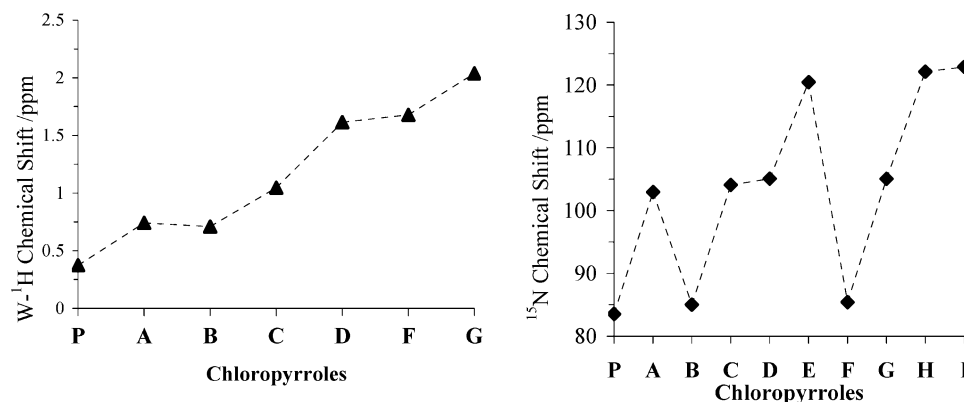 2.5
2
1.5
1
0.5
0
W-¹H Chemical Shift /ppm
P A B C D F G
Chloropyrroles
130
120
110
100
90
80
¹⁵N Chemical Shift /ppm
P A B C D E F G H I
Chloropyrroles